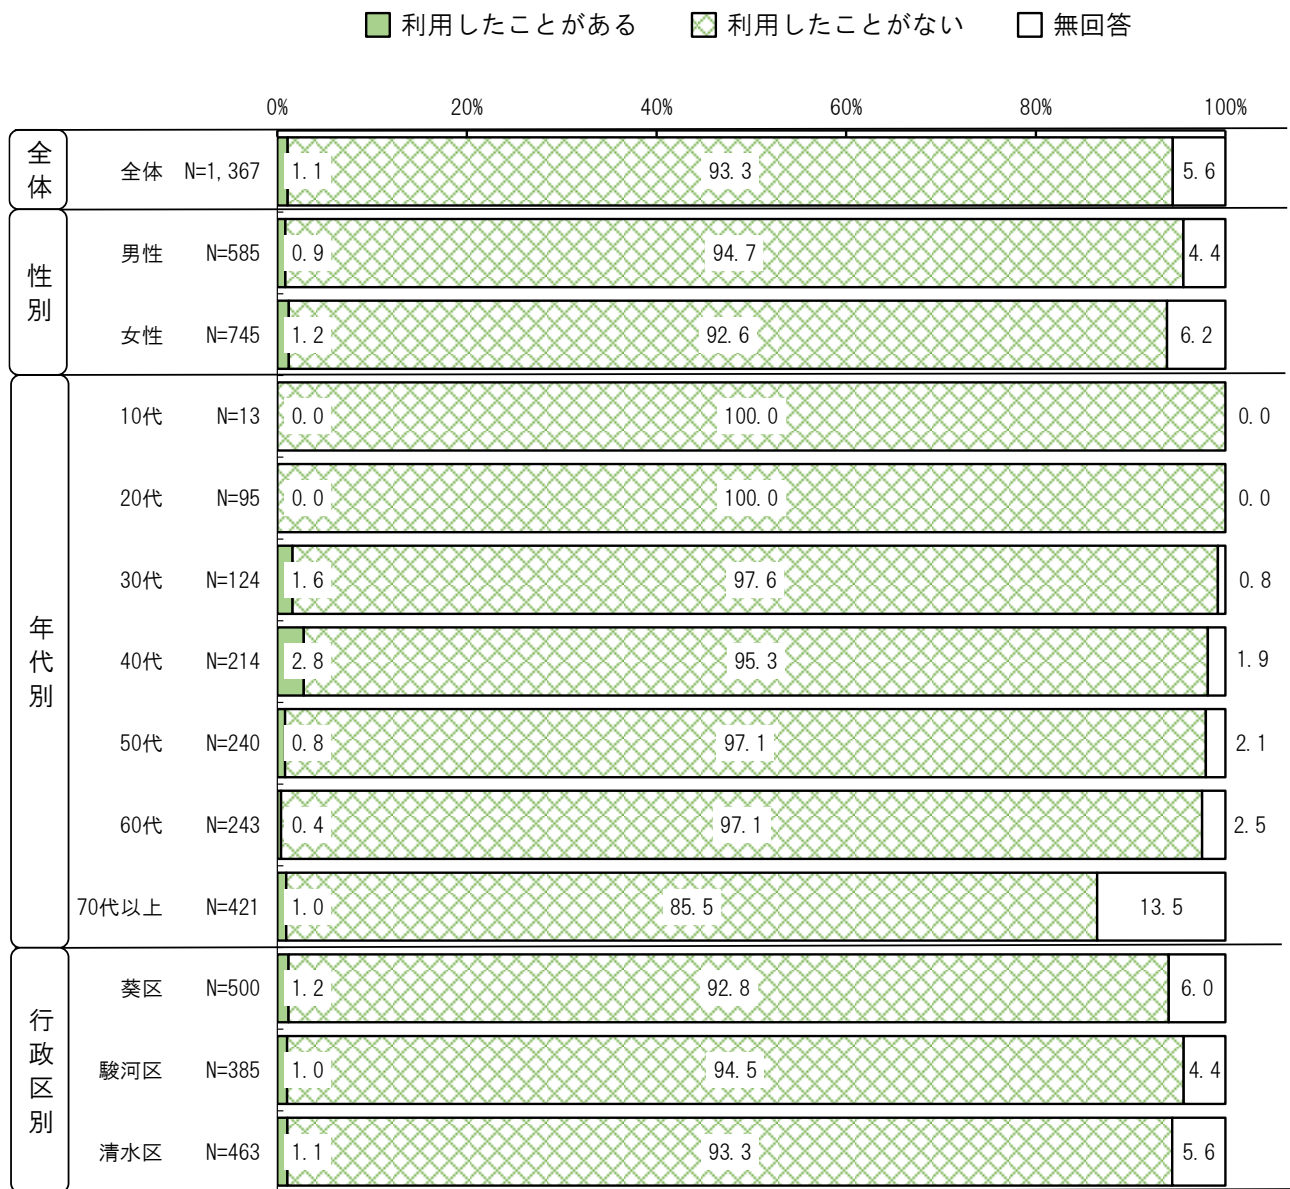 利用したことがある 利用したことがない 無回答
0% 20% 40% 60% 80% 100%
全体
全体 N=1,367 1.1 93.3 5.6
性別
男性 N=585 0.9 94.7 4.4
女性 N=745 1.2 92.6 6.2
年代別
10代 N=13 0.0 100.0 0.0
20代 N=95 0.0 100.0 0.0
30代 N=124 1.6 97.6 0.8
40代 N=214 2.8 95.3 1.9
50代 N=240 0.8 97.1 2.1
60代 N=243 0.4 97.1 2.5
70代以上 N=421 1.0 85.5 13.5
行政区別
葵区 N=500 1.2 92.8 6.0
駿河区 N=385 1.0 94.5 4.4
清水区 N=463 1.1 93.3 5.6